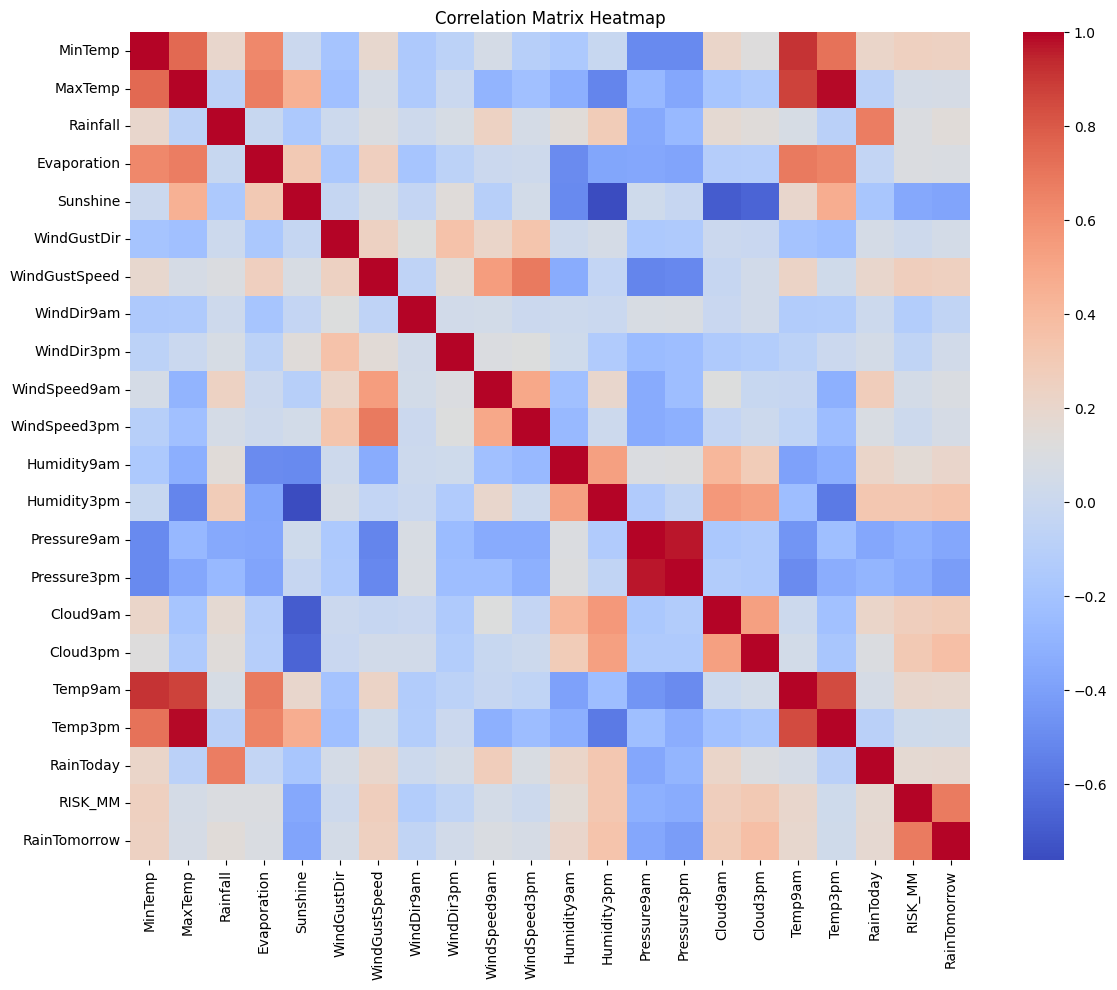 Correlation Matrix Heatmap
MinTemp
MaxTemp
Rainfall
Evaporation
Sunshine
WindGustDir
WindGustSpeed
WindDir9am
WindDir3pm
WindSpeed9am
WindSpeed3pm
Humidity9am
Humidity3pm
Pressure9am
Pressure3pm
Cloud9am
Cloud3pm
Temp9am
Temp3pm
RainToday
RISK_MM
RainTomorrow
MinTemp
MaxTemp
Rainfall
Evaporation
Sunshine
WindGustDir
WindGustSpeed
WindDir9am
WindDir3pm
WindSpeed9am
WindSpeed3pm
Humidity9am
Humidity3pm
Pressure9am
Pressure3pm
Cloud9am
Cloud3pm
Temp9am
Temp3pm
RainToday
RISK_MM
RainTomorrow
1.0
0.8
0.6
0.4
0.2
0.0
−0.2
−0.4
−0.6